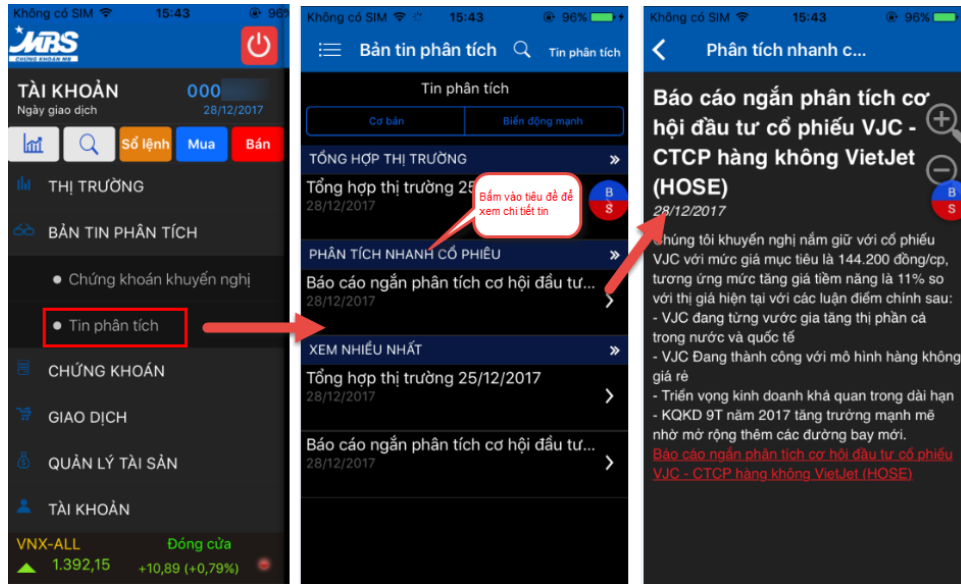 Không có SIM 15:43 96%
MBS
CHỨNG KHOÁN MB
TÀI KHOẢN 000
Ngày giao dịch 28/12/2017
Sổ lệnh Mua Bán
THỊ TRƯỜNG
BẢN TIN PHÂN TÍCH
Chứng khoán khuyến nghị
Tin phân tích
CHỨNG KHOÁN
GIAO DỊCH
QUẢN LÝ TÀI SẢN
TÀI KHOẢN
VNX-ALL Đóng cửa
1.392,15 +10,89 (+0,79%)
Không có SIM 15:43 96%
Bản tin phân tích Tin phân tích
Tin phân tích
Cơ bản Biến động mạnh
TỔNG HỢP THỊ TRƯỜNG »
Tổng hợp thị trường 25
28/12/2017
B
S
Bấm vào tiêu đề để
xem chi tiết tin
PHÂN TÍCH NHANH CỔ PHIẾU »
Báo cáo ngắn phân tích cơ hội đầu tư...
28/12/2017
XEM NHIỀU NHẤT »
Tổng hợp thị trường 25/12/2017
28/12/2017
Báo cáo ngắn phân tích cơ hội đầu tư...
28/12/2017
Không có SIM 15:43 96%
Phân tích nhanh c...
Báo cáo ngắn phân tích cơ
hội đầu tư cổ phiếu VJC -
CTCP hàng không VietJet
(HOSE)
28/12/2017
B
S
Chúng tôi khuyến nghị nắm giữ với cổ phiếu
VJC với mức giá mục tiêu là 144.200 đồng/cp,
tương ứng mức tăng giá tiềm năng là 11% so
với thị giá hiện tại với các luận điểm chính sau:
- VJC đang từng vước gia tăng thị phần cả
trong nước và quốc tế
- VJC Đang thành công với mô hình hàng không
giá rẻ
- Triển vọng kinh doanh khả quan trong dài hạn
- KQKD 9T năm 2017 tăng trưởng mạnh mẽ
nhờ mở rộng thêm các đường bay mới.
Báo cáo ngắn phân tích cơ hội đầu tư cổ phiếu
VJC - CTCP hàng không VietJet (HOSE)